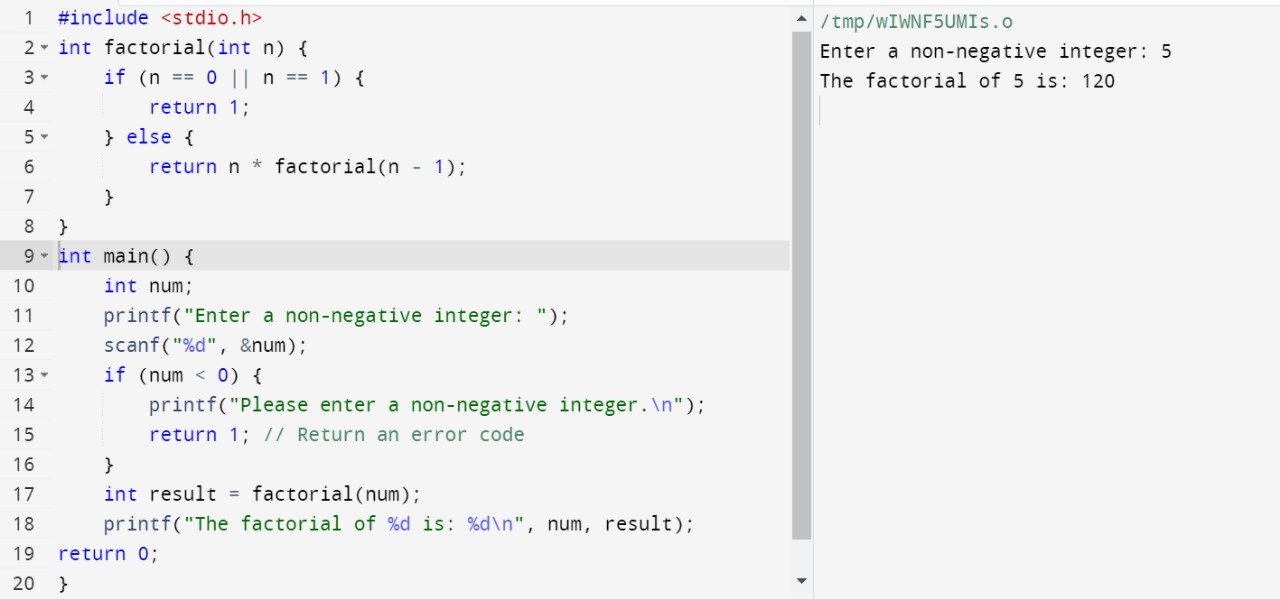 1 #include <stdio.h>
2 int factorial(int n) {
3     if (n == 0 || n == 1) {
4         return 1;
5     } else {
6         return n * factorial(n - 1);
7     }
8 }
9 int main() {
10     int num;
11     printf("Enter a non-negative integer: ");
12     scanf("%d", &num);
13     if (num < 0) {
14         printf("Please enter a non-negative integer.\n");
15         return 1; // Return an error code
16     }
17     int result = factorial(num);
18     printf("The factorial of %d is: %d\n", num, result);
19 return 0;
20 }
/tmp/wIWNF5UMIs.o
Enter a non-negative integer: 5
The factorial of 5 is: 120